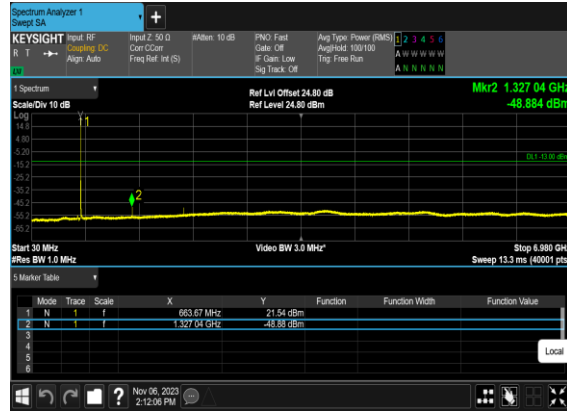 Spectrum Analyzer 1
Swept SA
+
KEYSIGHT Input: RF Input Z: 50 Ω #Atten: 10 dB PNO: Fast Avg Type: Power (RMS) 1 2 3 4 5 6
R T Coupling: DC Corr CCorr Gate: Off Avg|Hold: 100/100 A W W W W W
Align: Auto Freq Ref: Int (S) IF Gain: Low Trig: Free Run
Sig Track: Off A N N N N N
1 Spectrum Ref Lvl Offset 24.80 dB Mkr2 1.327 04 GHz
Scale/Div 10 dB Ref Level 24.80 dBm -48.884 dBm
Log
14.8
4.80
-5.20
DL1 -13.00 dBm
-15.2
-25.2
-35.2
-45.2
-55.2
-65.2
1
2
Start 30 MHz Video BW 3.0 MHz* Stop 6.980 GHz
#Res BW 1.0 MHz Sweep 13.3 ms (40001 pts)
5 Marker Table
Mode Trace Scale X Y Function Function Width Function Value
1 N 1 f 663.67 MHz 21.54 dBm
2 N 1 f 1.327 04 GHz -48.88 dBm
3
4
5
6
Local
? Nov 06, 2023
2:12:06 PM